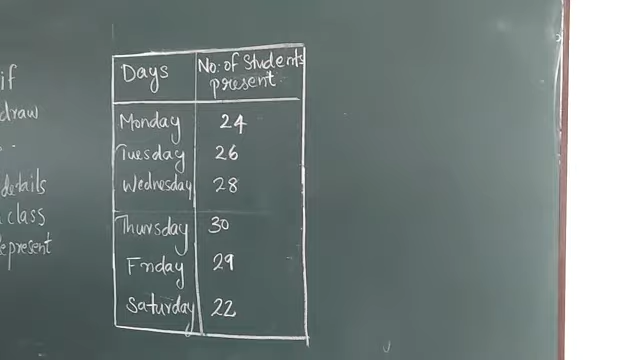 if
draw
details
class
represent
Days No: of Students
present
Monday 24
Tuesday 26
Wednesday 28
Thursday 30
Friday 29
Saturday 22